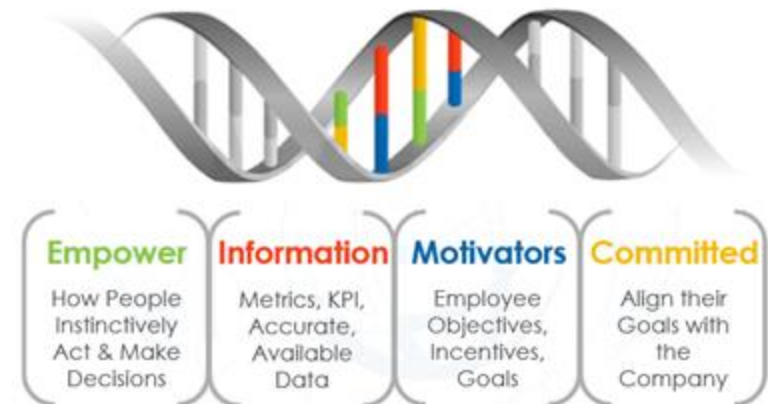 Empower
How People
Instinctively
Act & Make
Decisions
Information
Metrics, KPI,
Accurate,
Available
Data
Motivators
Employee
Objectives,
Incentives,
Goals
Committed
Align their
Goals with
the
Company